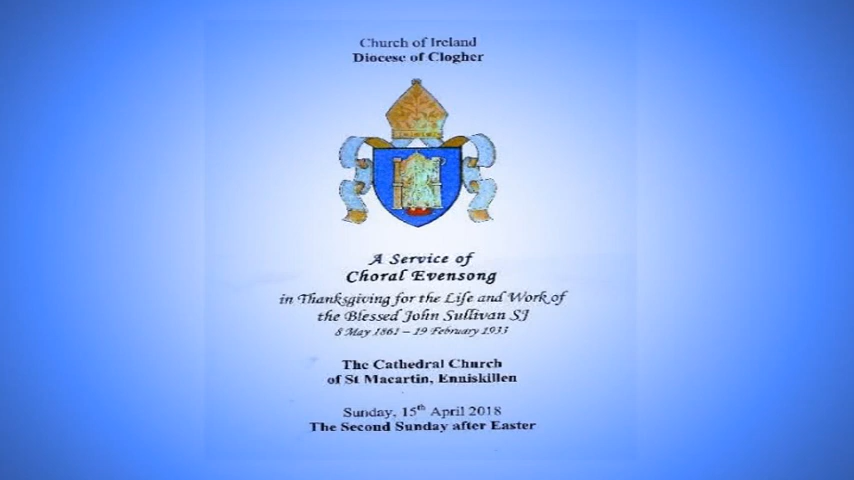 Church of Ireland
Diocese of Clogher
A Service of
Choral Evensong
in Thanksgiving for the Life and Work of
the Blessed John Sullivan SJ
8 May 1861 – 19 February 1933
The Cathedral Church
of St Macartin, Enniskillen
Sunday, 15th April 2018
The Second Sunday after Easter